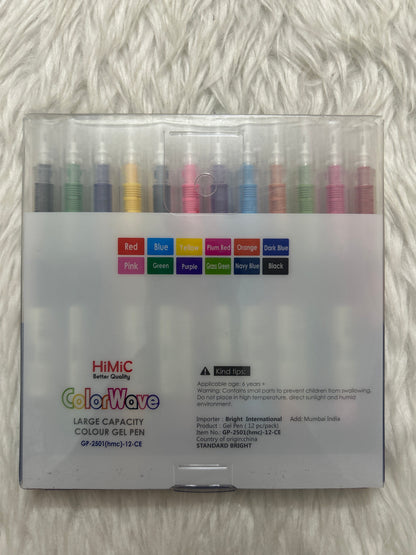 Red Blue Yellow Plum Red Orange Dark Blue
Pink Green Purple Grass Green Navy Blue Black
HiMiC
Better Quality
ColorWave
LARGE CAPACITY
COLOUR GEL PEN
GP-2501(hmc)-12-CE
Kind tips:
Applicable age: 6 years +
Warning: Contains small parts to prevent children from swallowing.
Do not place in high temperature, direct sunlight and humid
environment.
Importer : Bright International Add: Mumbai India
Product : Gel Pen ( 12 pc/pack)
Item No.: GP-2501(hmc)-12-CE
Country of origin:china
STANDARD BRIGHT